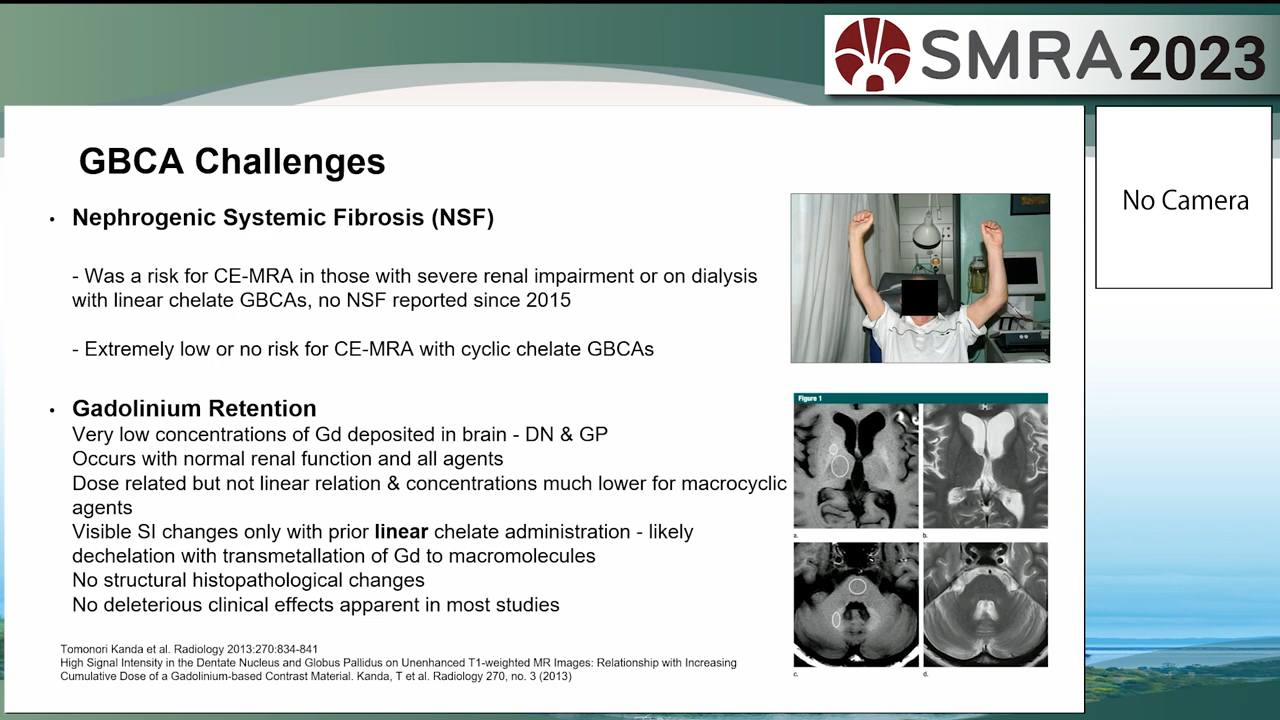 SMRA 2023
GBCA Challenges
No Camera
• Nephrogenic Systemic Fibrosis (NSF)
- Was a risk for CE-MRA in those with severe renal impairment or on dialysis
with linear chelate GBCAs, no NSF reported since 2015
- Extremely low or no risk for CE-MRA with cyclic chelate GBCAs
• Gadolinium Retention
Very low concentrations of Gd deposited in brain - DN & GP
Occurs with normal renal function and all agents
Dose related but not linear relation & concentrations much lower for macrocyclic
agents
Visible SI changes only with prior linear chelate administration - likely
dechelation with transmetallation of Gd to macromolecules
No structural histopathological changes
No deleterious clinical effects apparent in most studies
Figure 1
a.
b.
c.
d.
Tomonori Kanda et al. Radiology 2013:270:834-841
High Signal Intensity in the Dentate Nucleus and Globus Pallidus on Unenhanced T1-weighted MR Images: Relationship with Increasing
Cumulative Dose of a Gadolinium-based Contrast Material. Kanda, T et al. Radiology 270, no. 3 (2013)